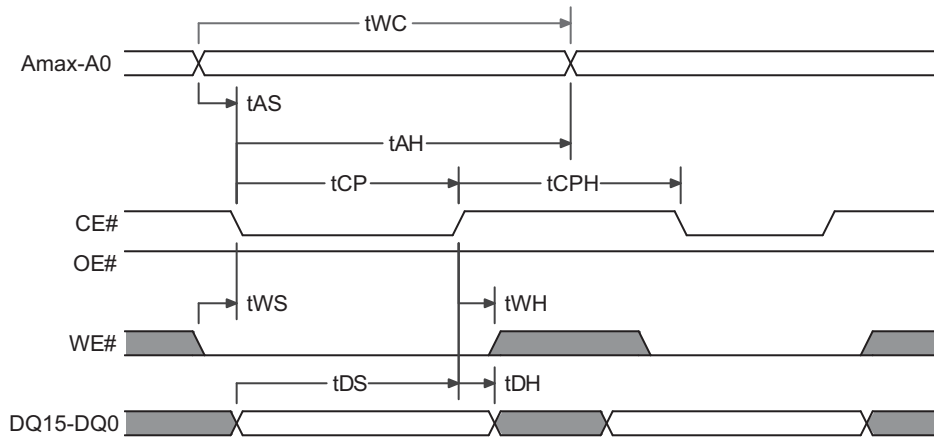 tWC
Amax-A0
tAS
tAH
tCP
tCPH
CE#
OE#
tWS
tWH
WE#
tDS
tDH
DQ15-DQ0